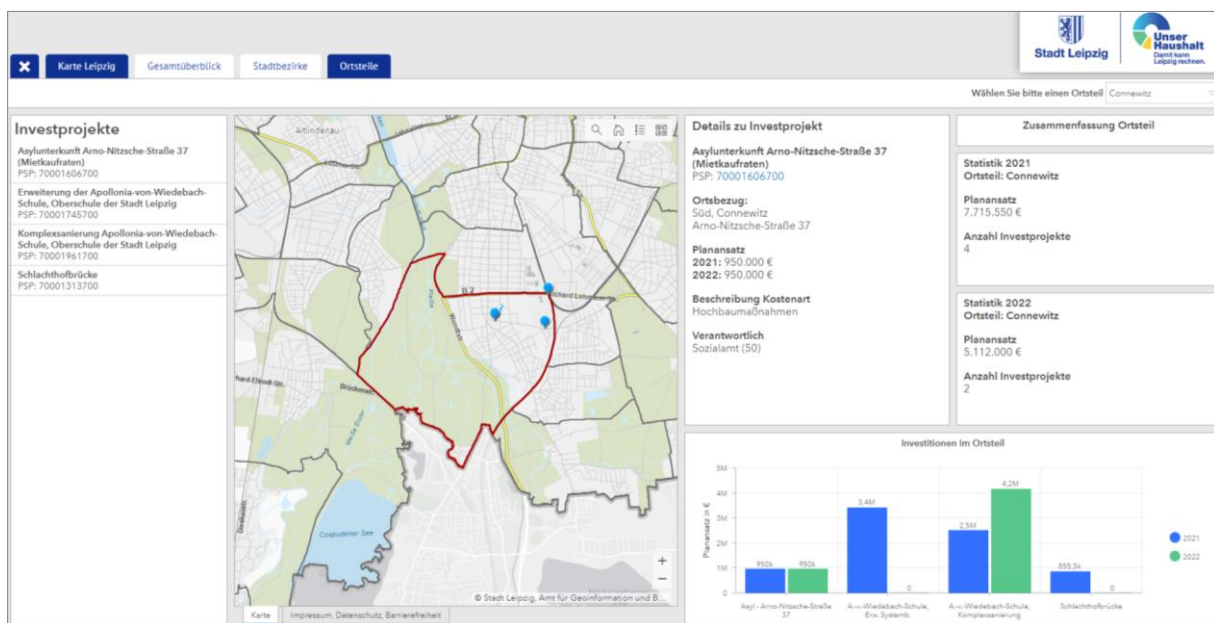 Stadt Leipzig
Unser
Haushalt
Damit kann
Leipzig rechnen.
Karte Leipzig
Gesamtüberblick
Stadtbezirke
Ortsteile
Wählen Sie bitte einen Ortsteil
Connewitz
Investprojekte
Asylunterkunft Arno-Nitzsche-Straße 37
(Mietkaufraten)
PSP: 70001606700
Erweiterung der Apollonia-von-Wiedebach-
Schule, Oberschule der Stadt Leipzig
PSP: 70001745700
Komplexsanierung Apollonia-von-Wiedebach-
Schule, Oberschule der Stadt Leipzig
PSP: 70001961700
Schlachthofbrücke
PSP: 70001313700
Altlindenau
B 2
Richard-Lehmann-Str.
Pleiße
Wundtstr.
Brückenstr.
Weiße Elster
Cospudener See
+
−
© Stadt Leipzig, Amt für Geoinformation und B...
Karte
Impressum, Datenschutz, Barrierefreiheit
Details zu Investprojekt
Asylunterkunft Arno-Nitzsche-Straße 37
(Mietkaufraten)
PSP: 70001606700
Ortsbezug:
Süd, Connewitz
Arno-Nitzsche-Straße 37
Planansatz
2021: 950.000 €
2022: 950.000 €
Beschreibung Kostenart
Hochbaumaßnahmen
Verantwortlich
Sozialamt (50)
Zusammenfassung Ortsteil
Statistik 2021
Ortsteil: Connewitz
Planansatz
7.715.550 €
Anzahl Investprojekte
4
Statistik 2022
Ortsteil: Connewitz
Planansatz
5.112.000 €
Anzahl Investprojekte
2
Investitionen im Ortsteil
Planansatz in €
5M
4M
3M
2M
1M
0
950k
950k
3,4M
0
2,5M
4,2M
855,5k
0
Asyl - Arno-Nitzsche-Straße
37
A.-v.-Wiedebach-Schule,
Erw. Systemb.
A.-v.-Wiedebach-Schule,
Komplexsanierung
Schlachthofbrücke
2021
2022